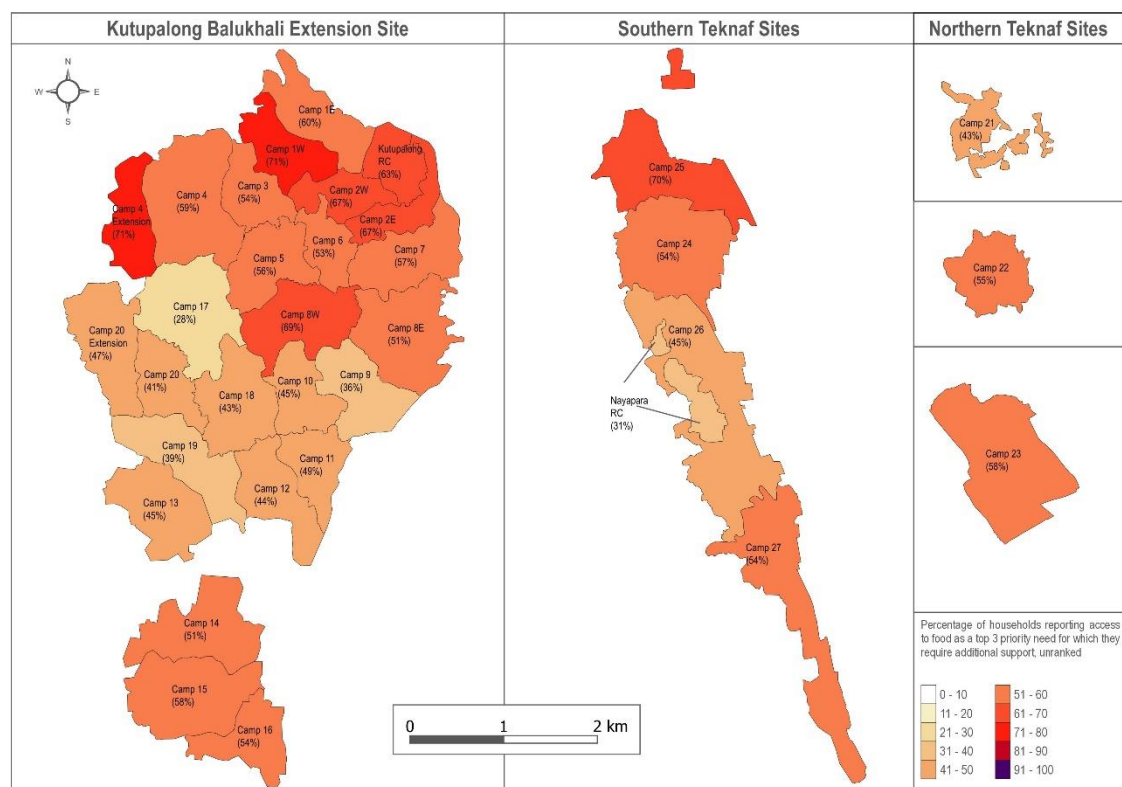 Kutupalong Balukhali Extension Site
Southern Teknaf Sites
Northern Teknaf Sites
N
W
E
S
Camp 1E
(60%)
Camp 1W
(71%)
Kutupalong
RC
(63%)
Camp 4
(59%)
Camp 3
(54%)
Camp 2W
(67%)
Camp 4
Extension
(71%)
Camp 2E
(67%)
Camp 6
(53%)
Camp 7
(57%)
Camp 5
(56%)
Camp 17
(28%)
Camp 8W
(69%)
Camp 8E
(51%)
Camp 20
Extension
(47%)
Camp 20
(41%)
Camp 18
(43%)
Camp 10
(45%)
Camp 9
(36%)
Camp 19
(39%)
Camp 11
(49%)
Camp 12
(44%)
Camp 13
(45%)
Camp 14
(51%)
Camp 15
(58%)
Camp 16
(54%)
Camp 25
(70%)
Camp 24
(54%)
Camp 26
(45%)
Nayapara
RC
(31%)
Camp 27
(54%)
0 1 2 km
Camp 21
(43%)
Camp 22
(55%)
Camp 23
(58%)
Percentage of households reporting access
to food as a top 3 priority need for which they
require additional support, unranked
0 - 10
11 - 20
21 - 30
31 - 40
41 - 50
51 - 60
61 - 70
71 - 80
81 - 90
91 - 100